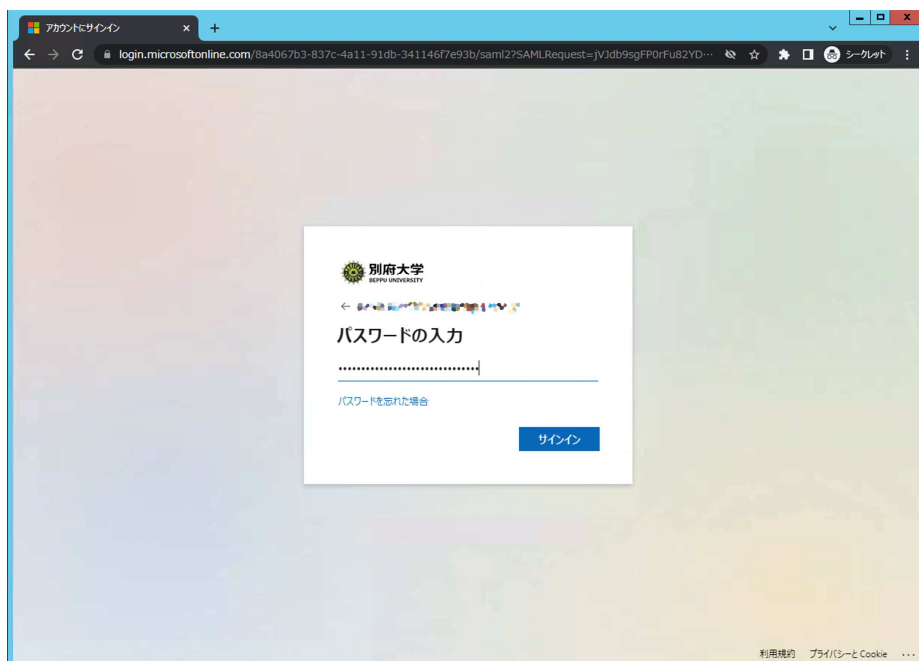 アカウントにサインイン
login.microsoftonline.com/8a4067b3-837c-4a11-91db-341146f7e93b/saml2?SAMLRequest=jVJdb9sgFP0rFu82YD…
シークレット
別府大学
BEPPU UNIVERSITY
パスワードの入力
•••••••••••••••••••••••••••••••
パスワードを忘れた場合
サインイン
利用規約 プライバシーと Cookie ...